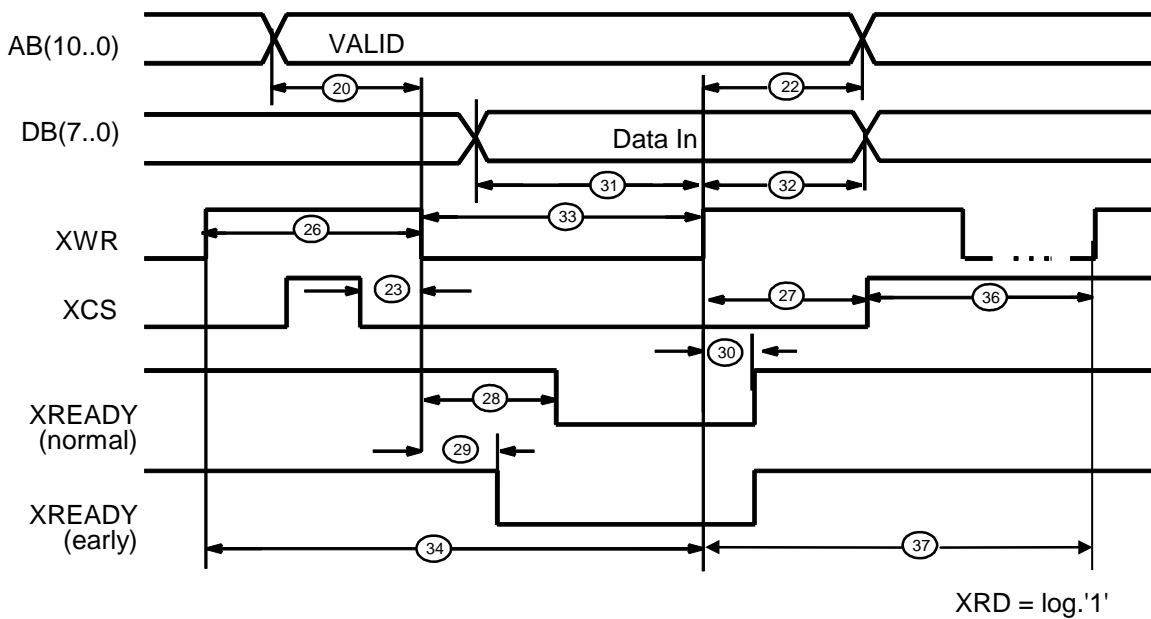 AB(10..0)
VALID
20
22
DB(7..0)
Data In
31
32
XWR
26
33
XCS
23
27
36
30
XREADY
(normal)
28
29
XREADY
(early)
34
37
XRD = log.'1'